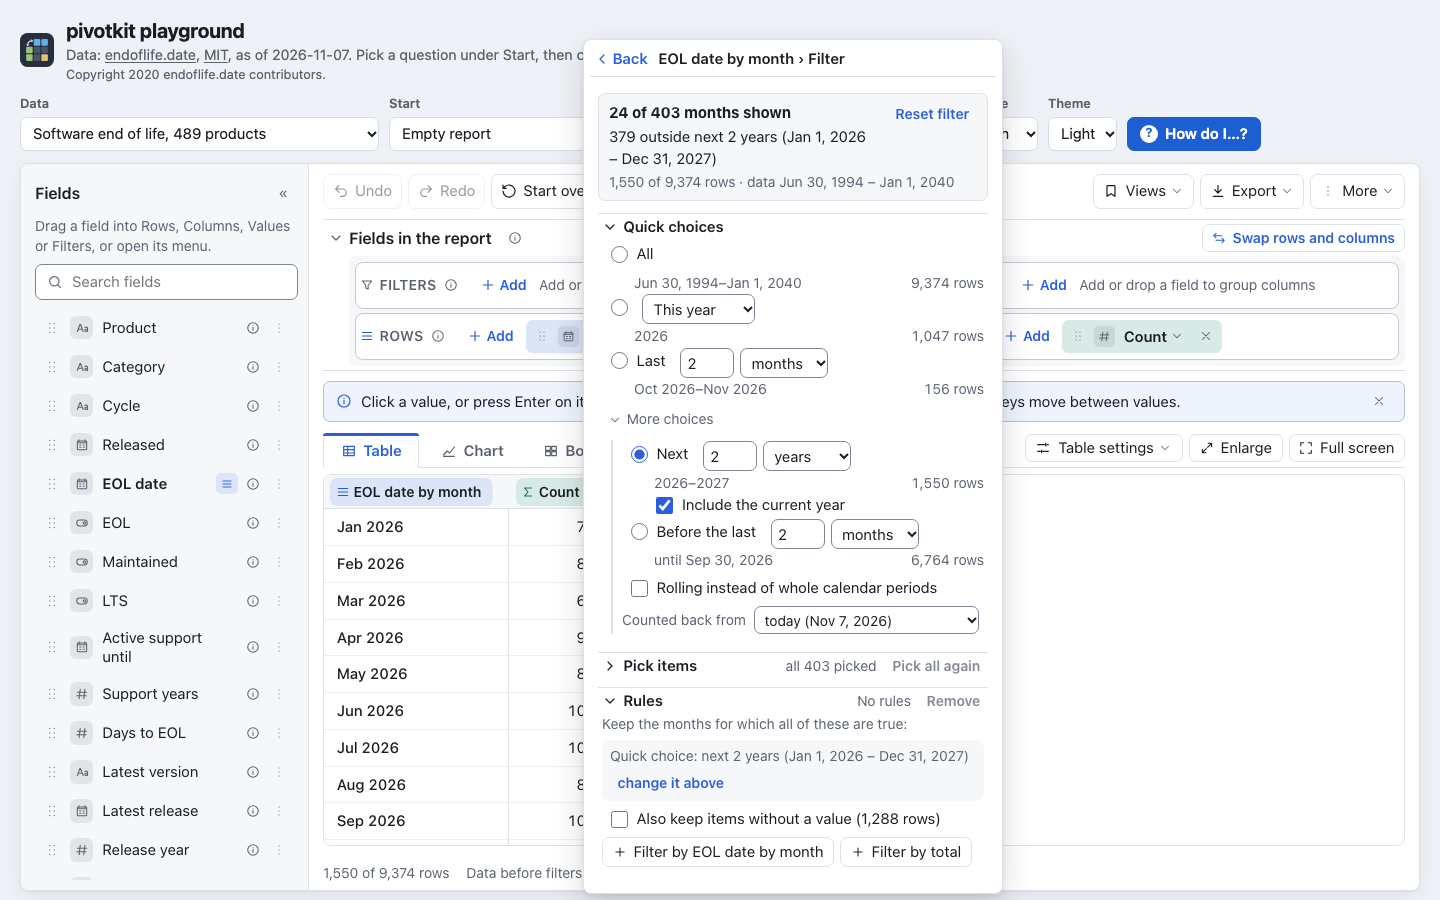 pivotkit playground
Data: endoflife.date, MIT, as of 2026-11-07. Pick a question under Start, then c
Copyright 2020 endoflife.date contributors.
Data
Start
Theme
Software end of life, 489 products
Empty report
Light
? How do I...?
Fields
«
Drag a field into Rows, Columns, Values
or Filters, or open its menu.
Search fields
Aa Product
Aa Category
Aa Cycle
Released
EOL date
EOL
Maintained
LTS
Active support
until
# Support years
# Days to EOL
Aa Latest version
Latest release
# Release year
Undo
Redo
Start ove
Views
Export
More
Fields in the report
Swap rows and columns
FILTERS
+ Add
Add or
+ Add
Add or drop a field to group columns
ROWS
+ Add
+ Add
# Count
Click a value, or press Enter on it
eys move between values.
Table
Chart
Bo
Table settings
Enlarge
Full screen
EOL date by month
Σ Count
Jan 2026
7
Feb 2026
8
Mar 2026
6
Apr 2026
9
May 2026
8
Jun 2026
10
Jul 2026
10
Aug 2026
8
Sep 2026
10
1,550 of 9,374 rows
Data before filters
Back
EOL date by month › Filter
24 of 403 months shown
Reset filter
379 outside next 2 years (Jan 1, 2026
– Dec 31, 2027)
1,550 of 9,374 rows · data Jun 30, 1994 – Jan 1, 2040
Quick choices
All
Jun 30, 1994–Jan 1, 2040
9,374 rows
This year
2026
1,047 rows
Last
2
months
Oct 2026–Nov 2026
156 rows
More choices
Next
2
years
2026–2027
1,550 rows
Include the current year
Before the last
2
months
until Sep 30, 2026
6,764 rows
Rolling instead of whole calendar periods
Counted back from
today (Nov 7, 2026)
Pick items
all 403 picked
Pick all again
Rules
No rules
Remove
Keep the months for which all of these are true:
Quick choice: next 2 years (Jan 1, 2026 – Dec 31, 2027)
change it above
Also keep items without a value (1,288 rows)
+ Filter by EOL date by month
+ Filter by total